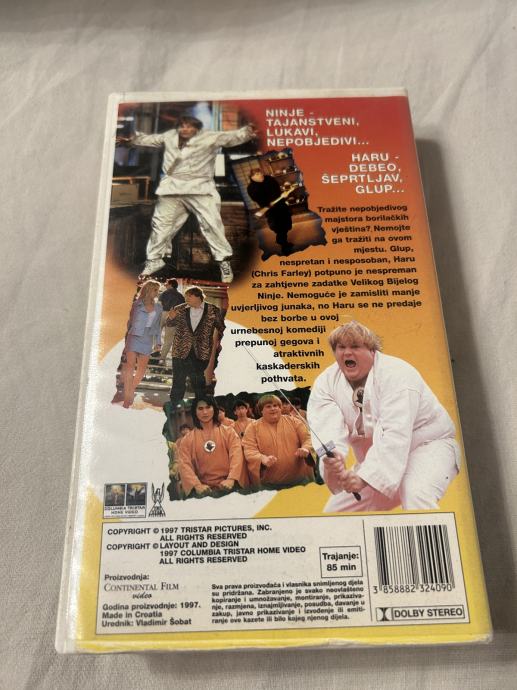 NINJE -
TAJANSTVENI,
LUKAVI,
NEPOBJEDIVI...
HARU -
DEBEO,
ŠEPRTLJAV,
GLUP...
Tražite nepobjedivog
majstora borilačkih
vještina? Nemojte
ga tražiti na ovom
mjestu. Glup,
nespretan i nesposoban, Haru
(Chris Farley) potpuno je nespreman
za zahtjevne zadatke Velikog Bijelog
Ninje. Nemoguće je zamisliti manje
uvjerljivog junaka, no Haru se ne predaje
bez borbe u ovoj
urnebesnoj komediji
prepunoj gegova i
atraktivnih
kaskaderskih
pothvata.
COLUMBIA TRISTAR
HOME VIDEO
COPYRIGHT © 1997 TRISTAR PICTURES, INC.
ALL RIGHTS RESERVED
COPYRIGHT © LAYOUT AND DESIGN
1997 COLUMBIA TRISTAR HOME VIDEO
ALL RIGHTS RESERVED
Trajanje:
85 min
3 858882 324090
Proizvodnja:
CONTINENTAL FILM
video
Godina proizvodnje: 1997.
Made in Croatia
Urednik: Vladimir Šobat
Sva prava proizvođača i vlasnika snimljenog djela
su pridržana. Zabranjeno je svako neovlašteno
kopiranje i umnožavanje, montiranje, prikaziva-
nje, razmjena, iznajmljivanje, posudba, davanje u
zakup, javno prikazivanje i izvođenje ili emiti-
ranje ove kazete ili bilo kojeg njenog dijela.
DOLBY STEREO